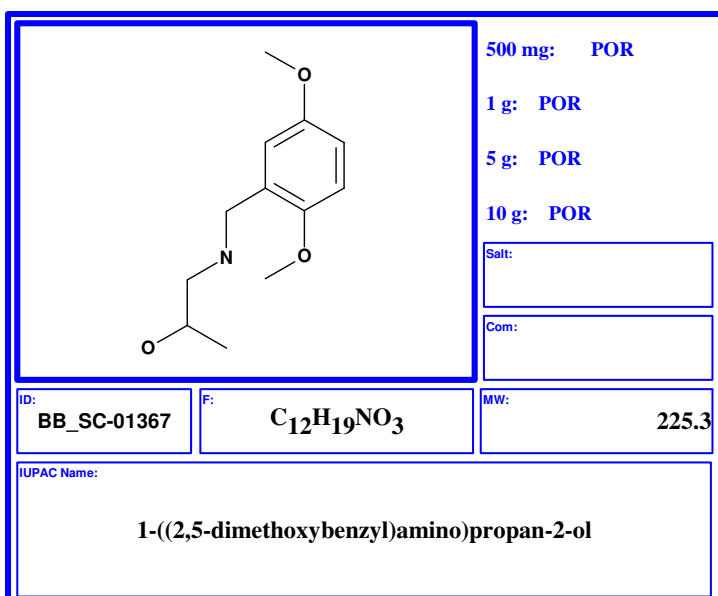 O
N
O
O
500 mg: POR
1 g: POR
5 g: POR
10 g: POR
Salt:
Com:
ID:
BB_SC-01367
F:
C12H19NO3
MW:
225.3
IUPAC Name:
1-((2,5-dimethoxybenzyl)amino)propan-2-ol